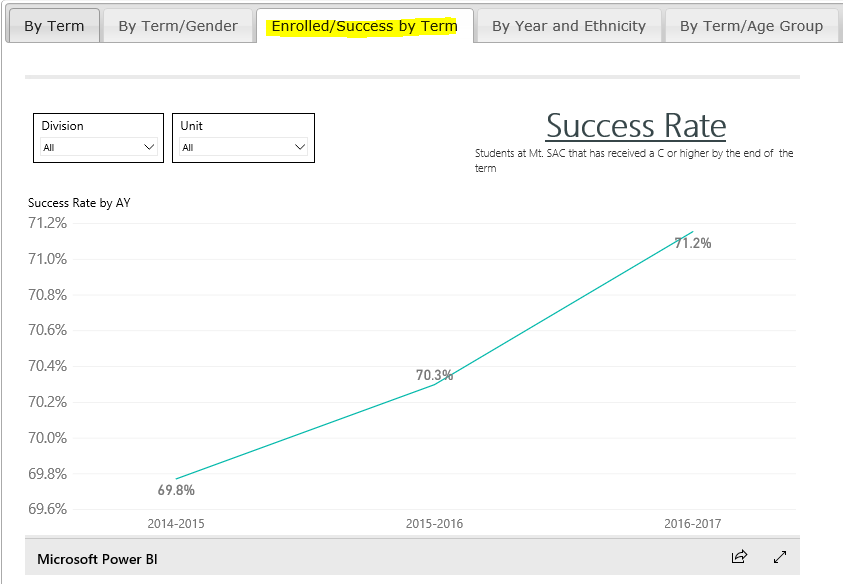 By Term
By Term/Gender
Enrolled/Success by Term
By Year and Ethnicity
By Term/Age Group
Division
All
Unit
All
Success Rate
Students at Mt. SAC that has received a C or higher by the end of the
term
Success Rate by AY
71.2%
71.0%
70.8%
70.6%
70.4%
70.2%
70.0%
69.8%
69.6%
71.2%
70.3%
69.8%
2014-2015
2015-2016
2016-2017
Microsoft Power BI